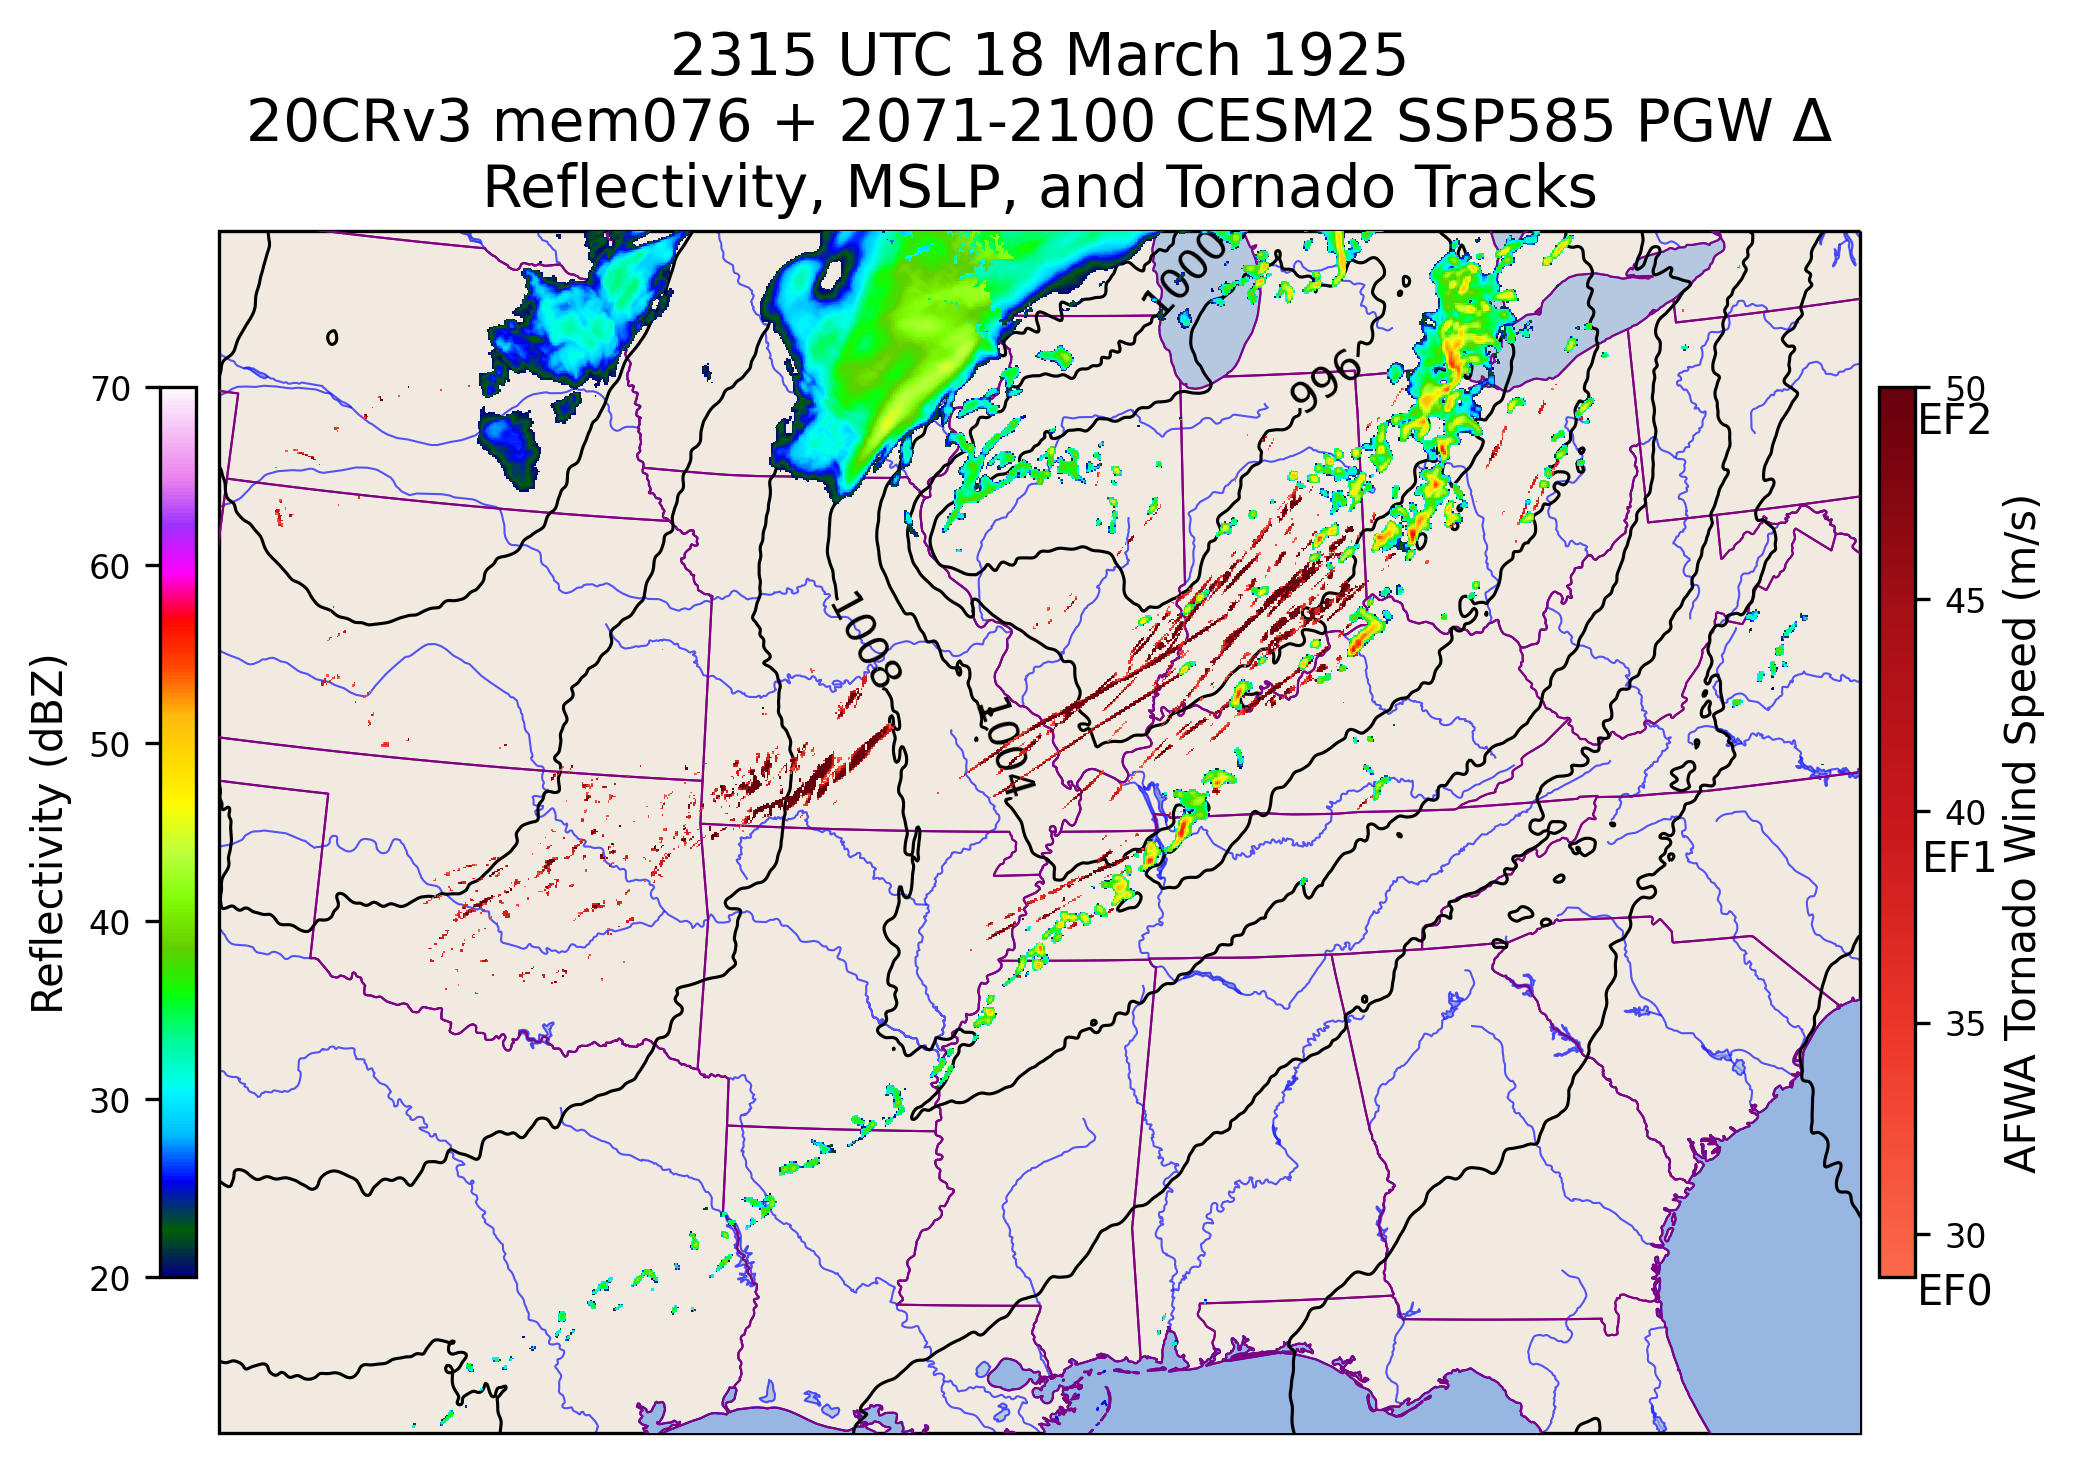 2315 UTC 18 March 1925
20CRv3 mem076 + 2071-2100 CESM2 SSP585 PGW Δ
Reflectivity, MSLP, and Tornado Tracks
1000
996
1008
1004
70
60
50
40
30
20
Reflectivity (dBZ)
50
EF2
45
40
EF1
35
30
EF0
AFWA Tornado Wind Speed (m/s)